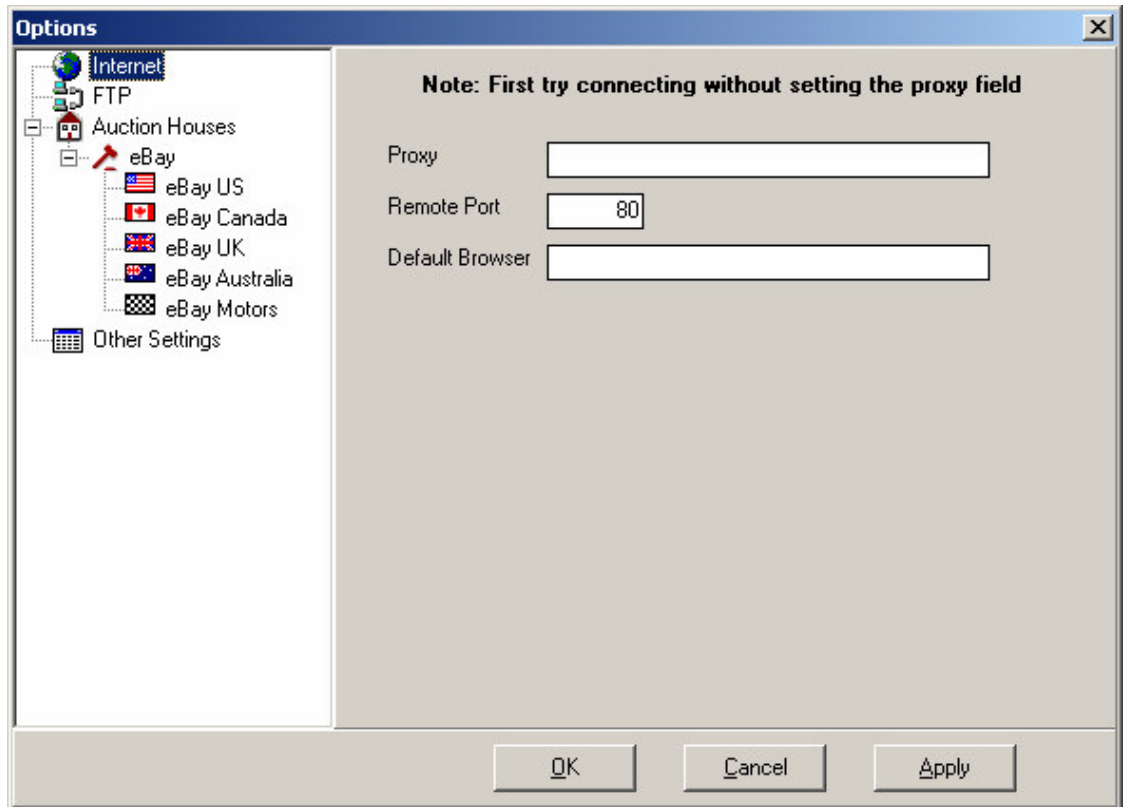 Options
Internet
FTP
Auction Houses
eBay
eBay US
eBay Canada
eBay UK
eBay Australia
eBay Motors
Other Settings
Note: First try connecting without setting the proxy field
Proxy
Remote Port 80
Default Browser
OK Cancel Apply